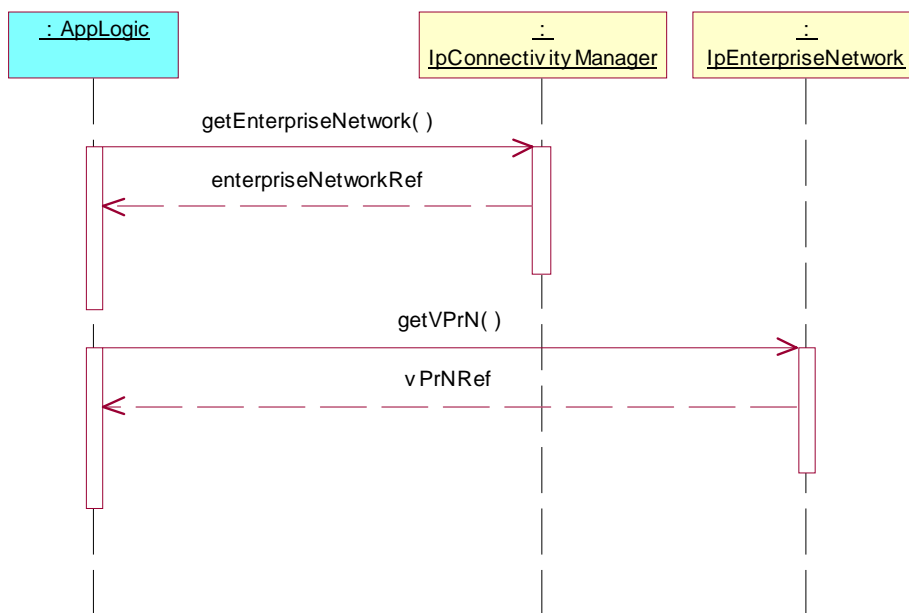 : AppLogic
:
IpConnectivityManager
:
IpEnterpriseNetwork
getEnterpriseNetwork( )
enterpriseNetworkRef
getVPrN( )
vPrNRef